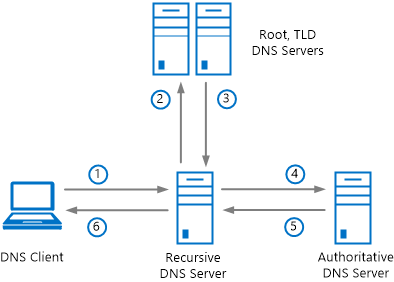 Root, TLD
DNS Servers
2
3
1
4
6
5
DNS Client
Recursive
DNS Server
Authoritative
DNS Server